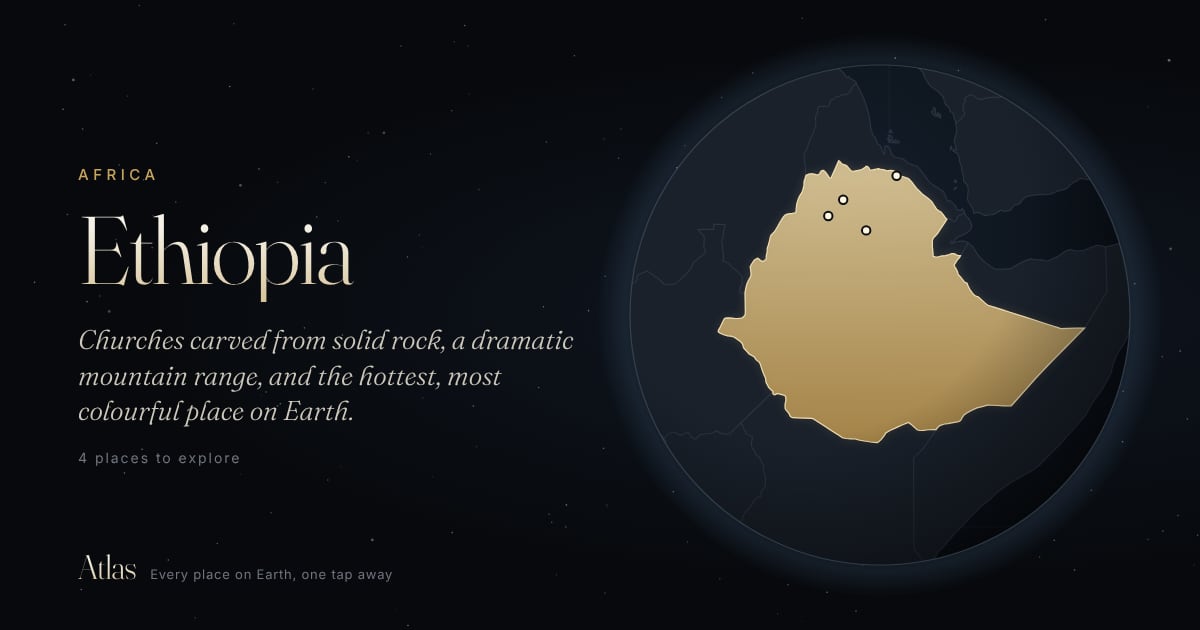 AFRICA
Ethiopia
Churches carved from solid rock, a dramatic
mountain range, and the hottest, most
colourful place on Earth.
4 places to explore
Atlas Every place on Earth, one tap away